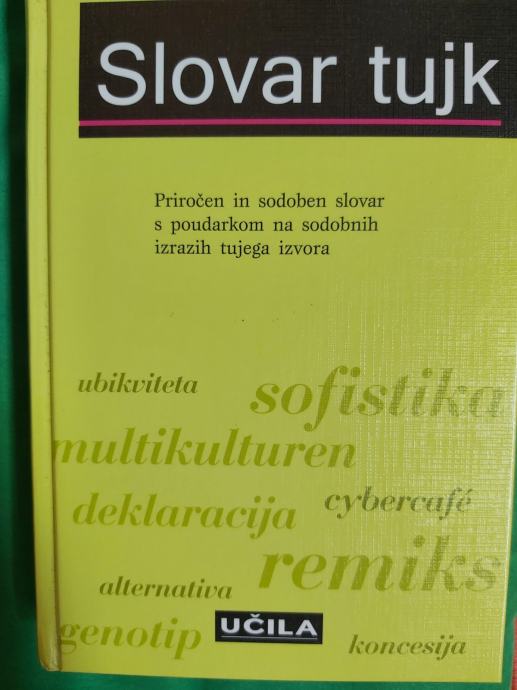 Slovar tujk
Priročen in sodoben slovar
s poudarkom na sodobnih
izrazih tujega izvora
ubikviteta
sofistika
multikulturen
cybercafé
deklaracija
remiks
alternativa
genotip
UČILA
koncesija